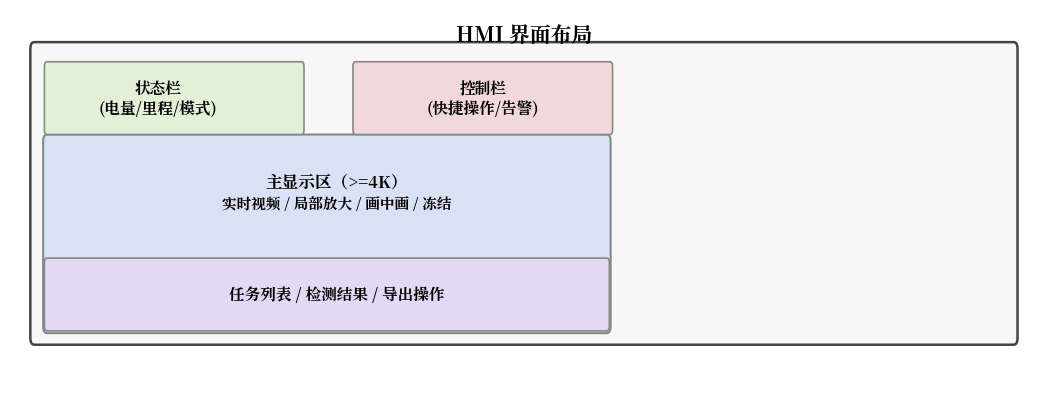 HMI 界面布局
状态栏
(电量/里程/模式)
控制栏
(快捷操作/告警)
主显示区（>=4K）
实时视频 / 局部放大 / 画中画 / 冻结
任务列表 / 检测结果 / 导出操作